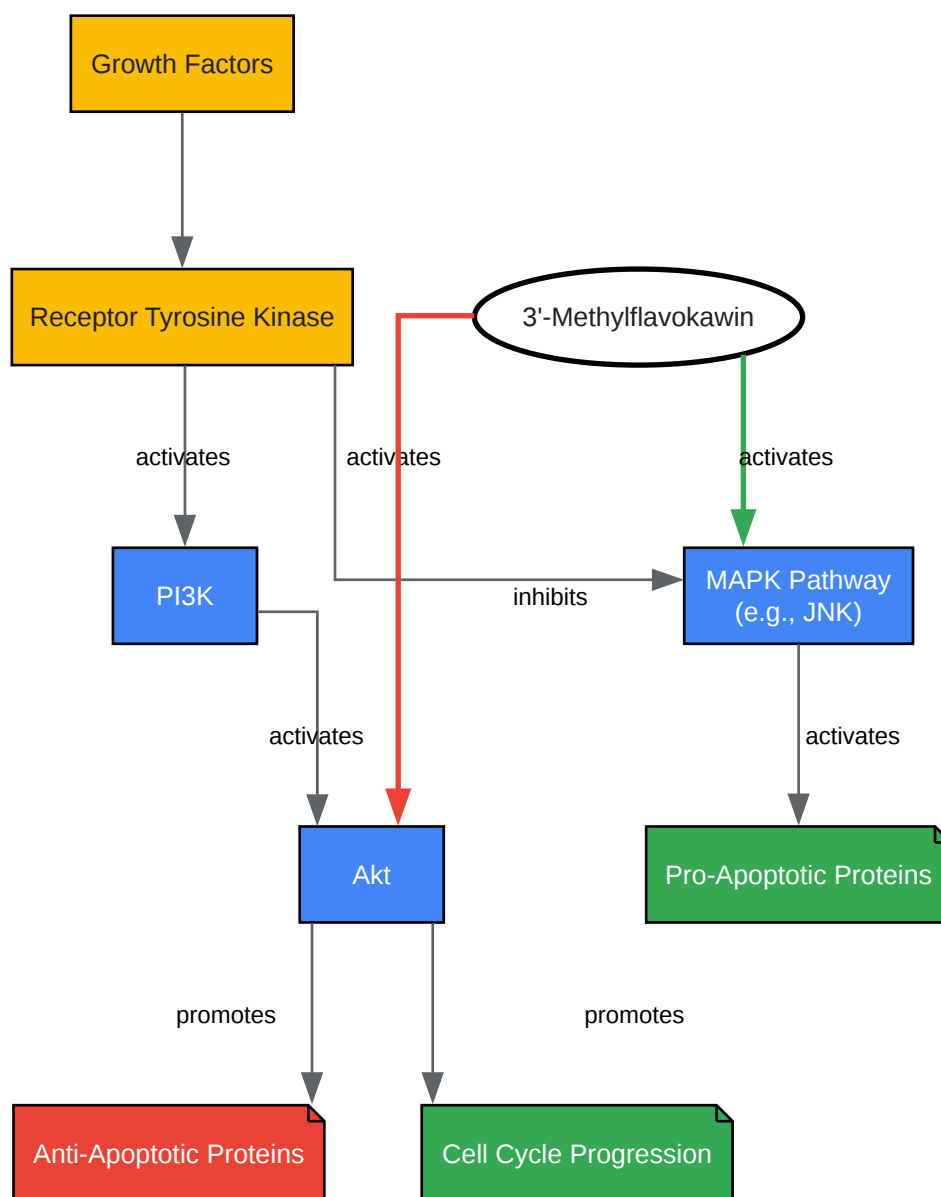 Growth Factors
Receptor Tyrosine Kinase
3'-Methylflavokawin
activates
activates
activates
PI3K
inhibits
MAPK Pathway
(e.g., JNK)
activates
activates
Akt
Pro-Apoptotic Proteins
promotes
promotes
Anti-Apoptotic Proteins
Cell Cycle Progression